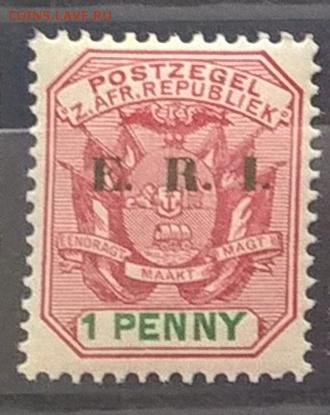 COINS.LAVE.RU
POSTZEGEL
Z.AFR.REPUBLIEK
E. R. I.
EENDRAGT MAAKT MAGT
1 PENNY